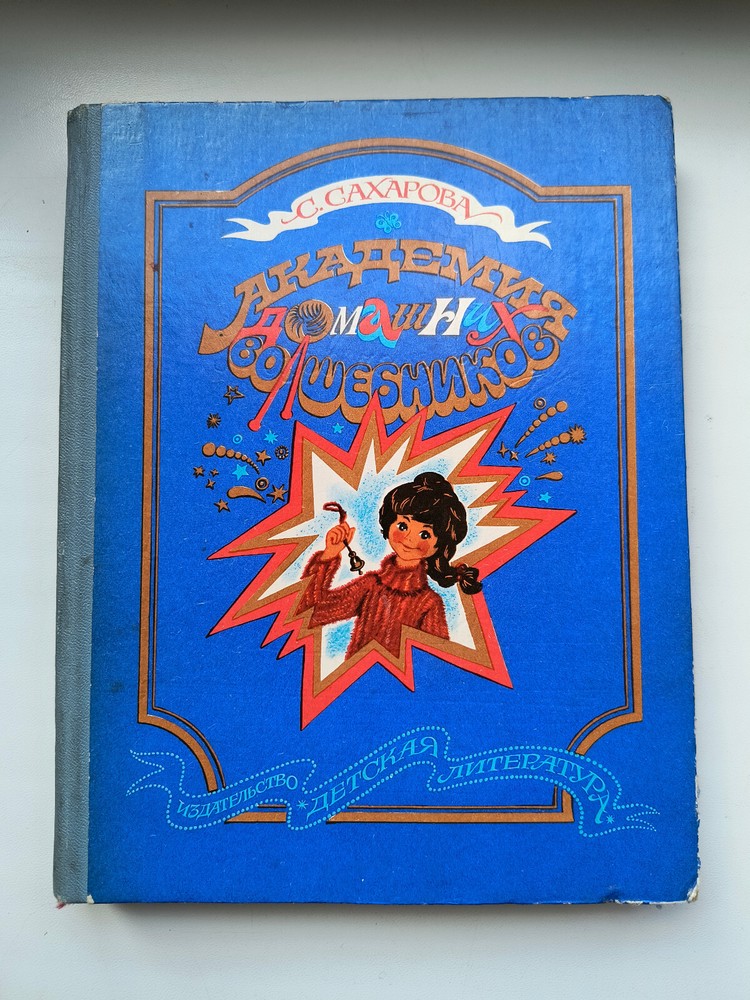 С. САХАРОВА
АКАДЕМИЯ
ДОМАШНИХ
ВОЛШЕБНИКОВ
ИЗДАТЕЛЬСТВО *ДЕТСКАЯ ЛИТЕРАТУРА*